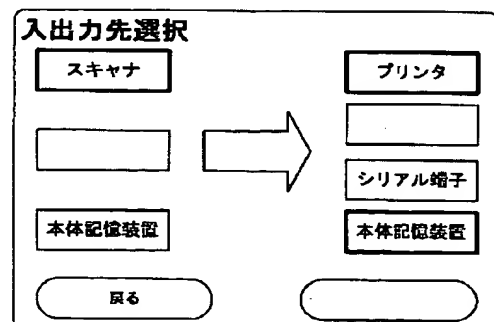 入出力先選択
スキャナ
プリンタ
シリアル端子
本体記憶装置
本体記憶装置
戻る